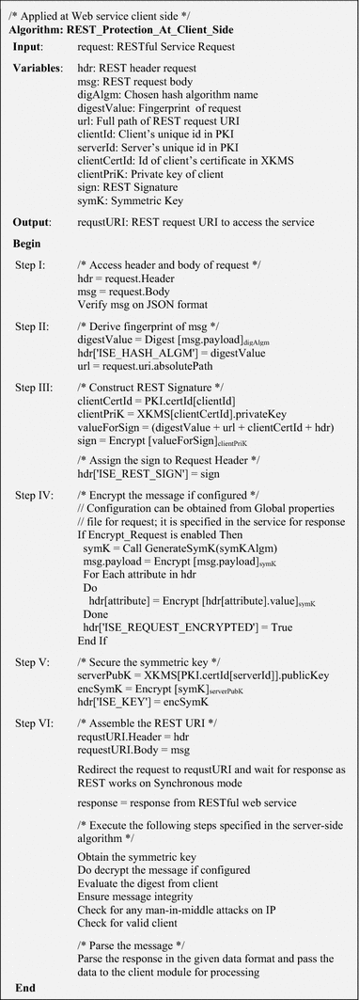 /* Applied at Web service client side */
Algorithm: REST_Protection_At_Client_Side
Input: request: RESTful Service Request
Variables: hdr: REST header request
msg: REST request body
digAlgm: Chosen hash algorithm name
digestValue: Fingerprint of request
url: Full path of REST request URI
clientId: Client's unique id in PKI
serverId: Server's unique id in PKI
clientCertId: Id of client's certificate in XKMS
clientPriK: Private key of client
sign: REST Signature
symK: Symmetric Key
Output: requstURI: REST request URI to access the service
Begin
Step I: /* Access header and body of request */
hdr = request.Header
msg = request.Body
Verify msg on JSON format
Step II: /* Derive fingerprint of msg */
digestValue = Digest [msg.payload]digAlgm
hdr['ISE_HASH_ALGM'] = digestValue
url = request.uri.absolutePath
Step III: /* Construct REST Signature */
clientCertId = PKI.certId[clientId]
clientPriK = XKMS[clientCertId].privateKey
valueForSign = (digestValue + url + clientCertId + hdr)
sign = Encrypt [valueForSign]clientPriK
/* Assign the sign to Request Header */
hdr['ISE_REST_SIGN'] = sign
Step IV: /* Encrypt the message if configured */
// Configuration can be obtained from Global properties
// file for request; it is specified in the service for response
If Encrypt_Request is enabled Then
symK = Call GenerateSymK(symKAlgm)
msg.payload = Encrypt [msg.payload]symK
For Each attribute in hdr
Do
hdr[attribute] = Encrypt [hdr[attribute].value]symK
Done
hdr['ISE_REQUEST_ENCRYPTED'] = True
End If
Step V: /* Secure the symmetric key */
serverPubK = XKMS[PKI.certId[serverId]].publicKey
encSymK = Encrypt [symK]serverPubK
hdr['ISE_KEY'] = encSymK
Step VI: /* Assemble the REST URI */
requstURI.Header = hdr
requestURI.Body = msg
Redirect the request to requstURI and wait for response as
REST works on Synchronous mode
response = response from RESTful web service
/* Execute the following steps specified in the server-side
algorithm */
Obtain the symmetric key
Do decrypt the message if configured
Evaluate the digest from client
Ensure message integrity
Check for any man-in-middle attacks on IP
Check for valid client
/* Parse the message */
Parse the response in the given data format and pass the
data to the client module for processing
End